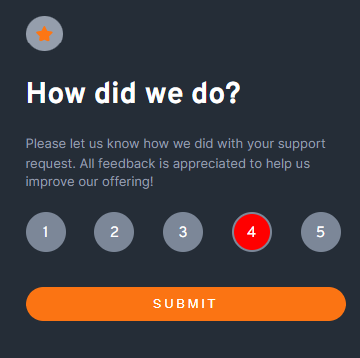 How did we do?
Please let us know how we did with your support
request. All feedback is appreciated to help us
improve our offering!
1 2 3 4 5
SUBMIT